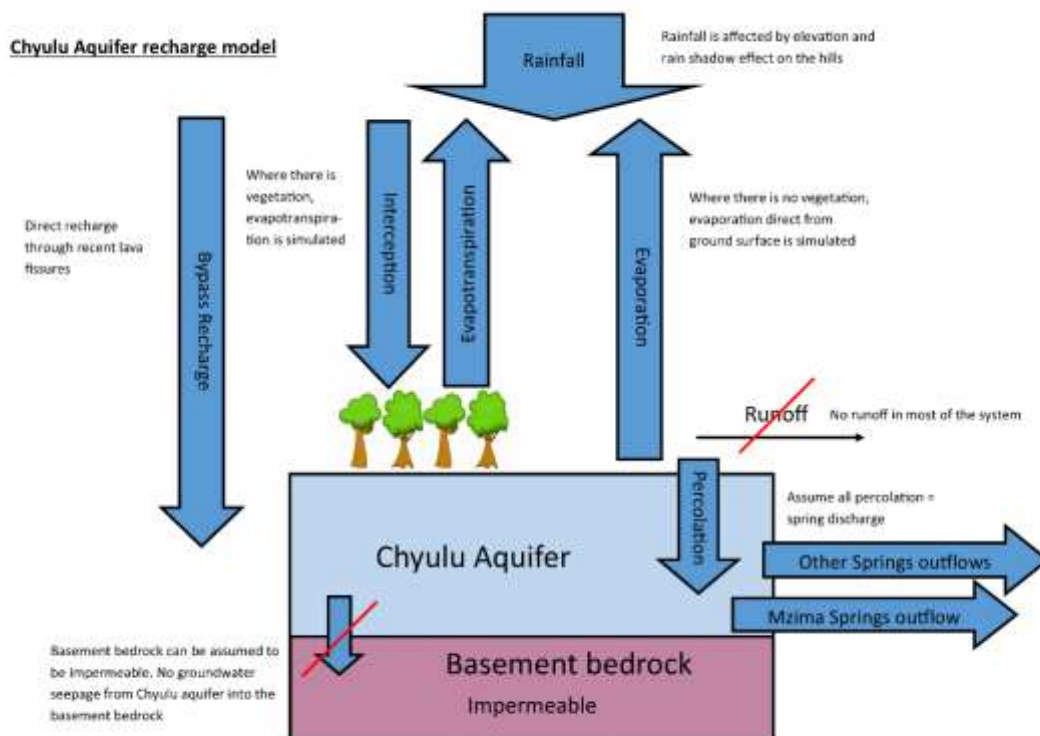 Chyulu Aquifer recharge model
Rainfall
Rainfall is affected by elevation and
rain shadow effect on the hills
Direct recharge
through recent lava
fissures
Bypass Recharge
Where there is
vegetation,
evapotranspira-
tion is simulated
Interception
Evapotranspiration
Evaporation
Where there is no vegetation,
evaporation direct from
ground surface is simulated
Runoff
No runoff in most of the system
Percolation
Assume all percolation =
spring discharge
Chyulu Aquifer
Other Springs outflows
Mzima Springs outflow
Basement bedrock can be assumed to
be impermeable. No groundwater
seepage from Chyulu aquifer into the
basement bedrock
Basement bedrock
Impermeable